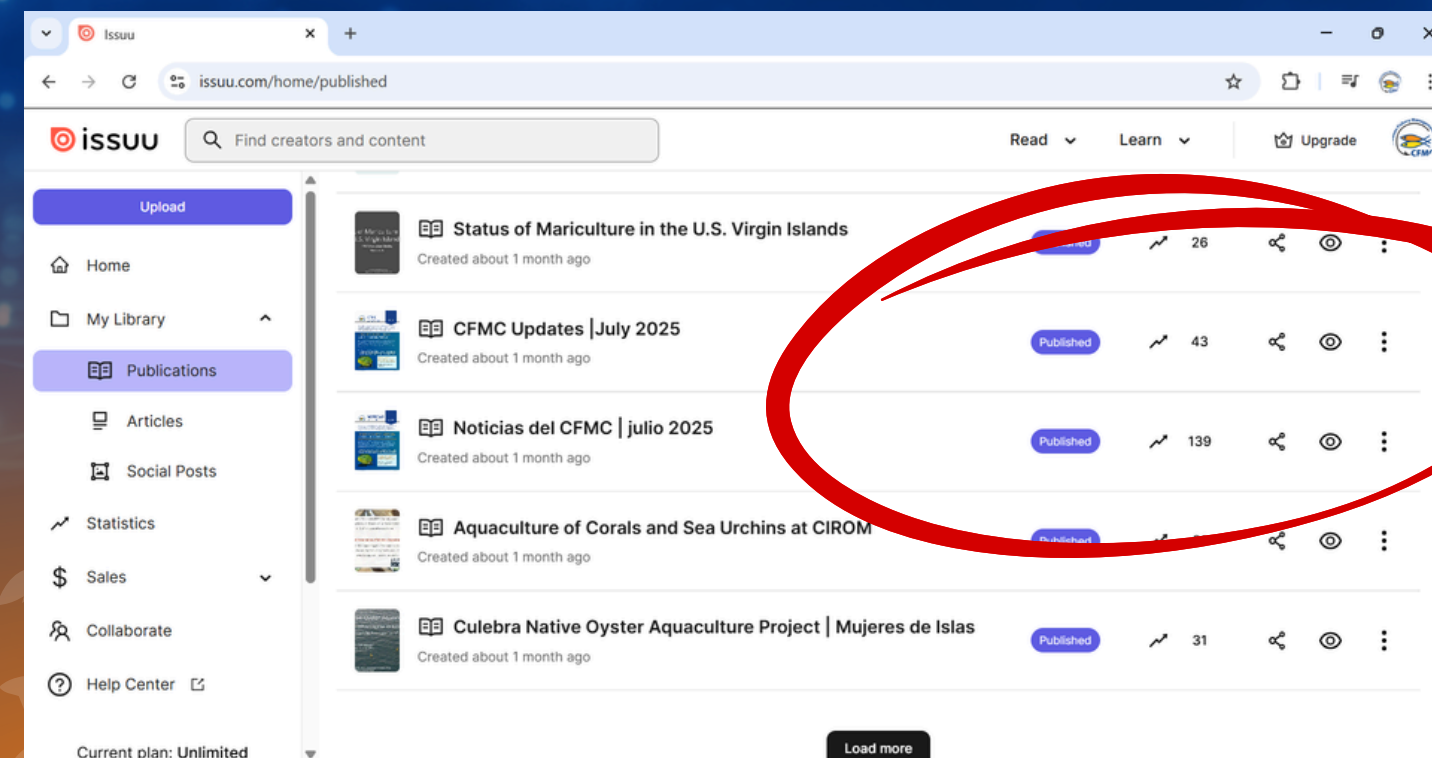 Issuu
issuu.com/home/published
issuu
Find creators and content
Read
Learn
Upgrade
CFMC
Upload
Home
My Library
Publications
Articles
Social Posts
Statistics
$ Sales
Collaborate
Help Center
Current plan: Unlimited
Status of Mariculture in the U.S. Virgin Islands
Created about 1 month ago
26
CFMC Updates |July 2025
Created about 1 month ago
Published
43
Noticias del CFMC | julio 2025
Created about 1 month ago
Published
139
Aquaculture of Corals and Sea Urchins at CIROM
Created about 1 month ago
Published
Culebra Native Oyster Aquaculture Project | Mujeres de Islas
Created about 1 month ago
Published
31
Load more